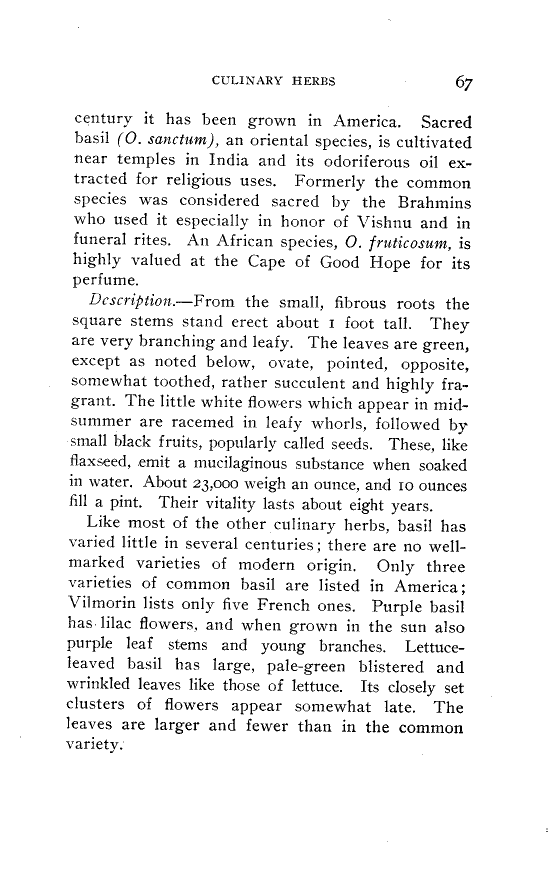 CULINARY HERBS 67
century it has been grown in America. Sacred
basil (O. sanctum), an oriental species, is cultivated
near temples in India and its odoriferous oil ex-
tracted for religious uses. Formerly the common
species was considered sacred by the Brahmins
who used it especially in honor of Vishnu and in
funeral rites. An African species, O. fruticosum, is
highly valued at the Cape of Good Hope for its
perfume.
Description.—From the small, fibrous roots the
square stems stand erect about 1 foot tall. They
are very branching and leafy. The leaves are green,
except as noted below, ovate, pointed, opposite,
somewhat toothed, rather succulent and highly fra-
grant. The little white flowers which appear in mid-
summer are racemed in leafy whorls, followed by
small black fruits, popularly called seeds. These, like
flaxseed, emit a mucilaginous substance when soaked
in water. About 23,000 weigh an ounce, and 10 ounces
fill a pint. Their vitality lasts about eight years.
Like most of the other culinary herbs, basil has
varied little in several centuries; there are no well-
marked varieties of modern origin. Only three
varieties of common basil are listed in America;
Vilmorin lists only five French ones. Purple basil
has lilac flowers, and when grown in the sun also
purple leaf stems and young branches. Lettuce-
leaved basil has large, pale-green blistered and
wrinkled leaves like those of lettuce. Its closely set
clusters of flowers appear somewhat late. The
leaves are larger and fewer than in the common
variety.